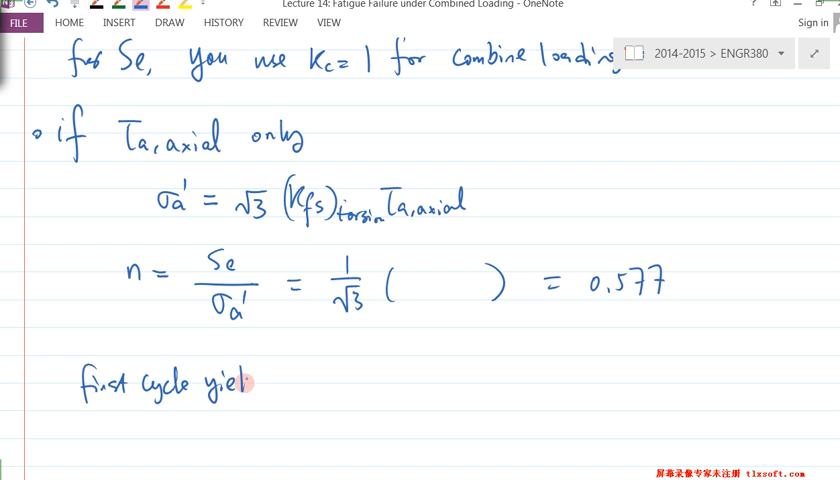 Lecture 14: Fatigue Failure under Combined Loading - OneNote
FILE HOME INSERT DRAW HISTORY REVIEW VIEW Sign in
2014-2015 > ENGR380
for Se, you use Kc = 1 for combine loading
• if τa,axial only
σa' = √3 (Kfs)torsion τa,axial
n = Se / σa' = 1/√3 ( ) = 0.577
first cycle yiel
屏幕录像专家未注册 tlxsoft.com